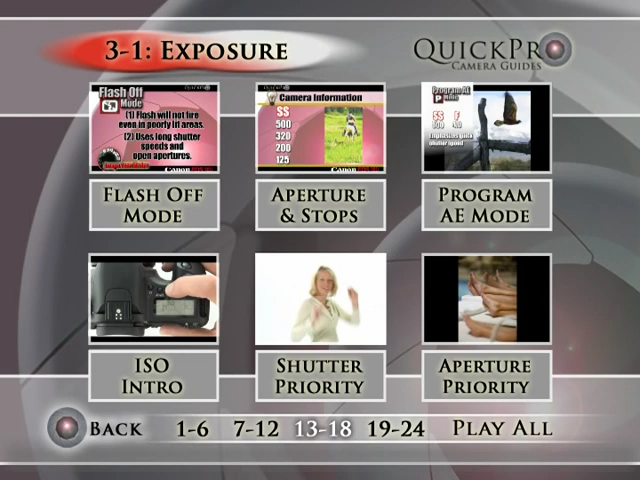 3-1: EXPOSURE
QUICKPRO
CAMERA GUIDES
Flash Off
Mode
(1) Flash will not fire
even in poorly lit areas.
(2) Uses long shutter
speeds and
open apertures.
Canon
Camera Information
SS
500
320
200
125
Canon
Program AE
P Mode
SS F
FLASH OFF
MODE
APERTURE
& STOPS
PROGRAM
AE MODE
ISO
INTRO
SHUTTER
PRIORITY
APERTURE
PRIORITY
BACK 1-6 7-12 13-18 19-24 PLAY ALL